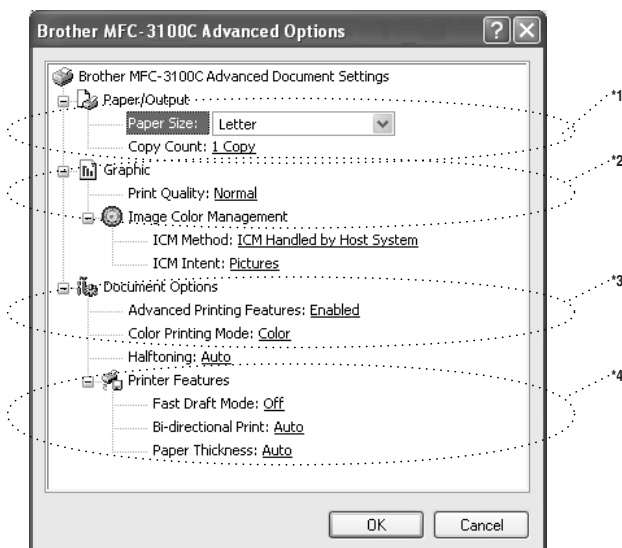 Brother MFC-3100C Advanced Options
Brother MFC-3100C Advanced Document Settings
Paper/Output
*1
Paper Size: Letter
Copy Count: 1 Copy
*2
Graphic
Print Quality: Normal
Image Color Management
ICM Method: ICM Handled by Host System
ICM Intent: Pictures
*3
Document Options
Advanced Printing Features: Enabled
Color Printing Mode: Color
Halftoning: Auto
*4
Printer Features
Fast Draft Mode: Off
Bi-directional Print: Auto
Paper Thickness: Auto
OK Cancel